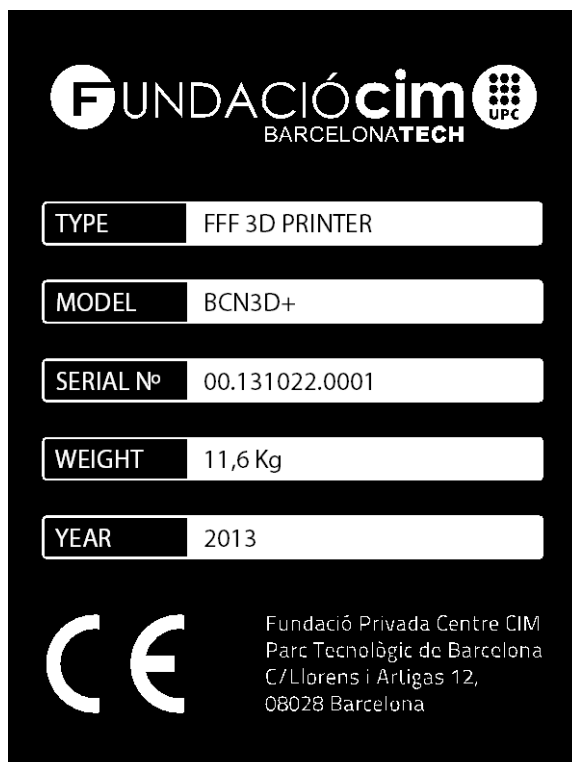 FUNDACIÓcim UPC
BARCELONATECH
TYPE FFF 3D PRINTER
MODEL BCN3D+
SERIAL Nº 00.131022.0001
WEIGHT 11,6 Kg
YEAR 2013
CE
Fundació Privada Centre CIM
Parc Tecnològic de Barcelona
C/Llorens i Artigas 12,
08028 Barcelona